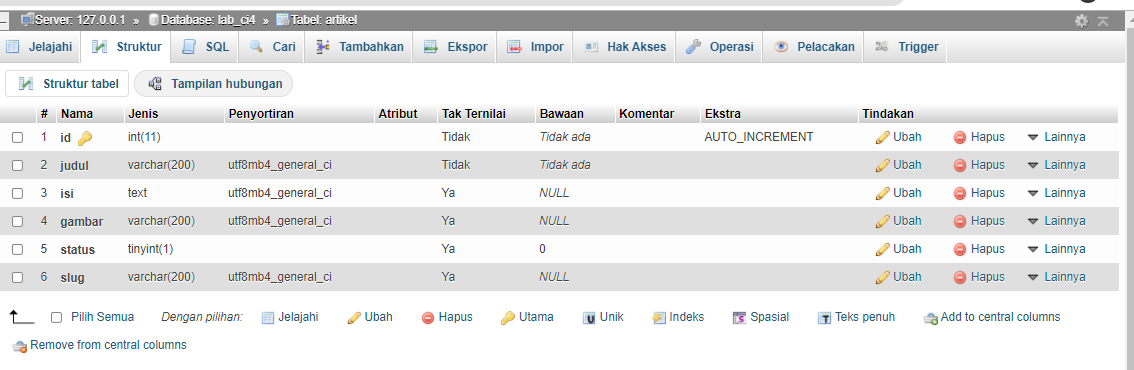 Server: 127.0.0.1 » Database: lab_ci4 » Tabel: artikel
Jelajahi Struktur SQL Cari Tambahkan Ekspor Impor Hak Akses Operasi Pelacakan Trigger
Struktur tabel Tampilan hubungan
# Nama Jenis Penyortiran Atribut Tak Ternilai Bawaan Komentar Ekstra Tindakan
1 id int(11) Tidak Tidak ada AUTO_INCREMENT Ubah Hapus Lainnya
2 judul varchar(200) utf8mb4_general_ci Tidak Tidak ada Ubah Hapus Lainnya
3 isi text utf8mb4_general_ci Ya NULL Ubah Hapus Lainnya
4 gambar varchar(200) utf8mb4_general_ci Ya NULL Ubah Hapus Lainnya
5 status tinyint(1) Ya 0 Ubah Hapus Lainnya
6 slug varchar(200) utf8mb4_general_ci Ya NULL Ubah Hapus Lainnya
Pilih Semua Dengan pilihan: Jelajahi Ubah Hapus Utama Unik Indeks Spasial Teks penuh Add to central columns
Remove from central columns